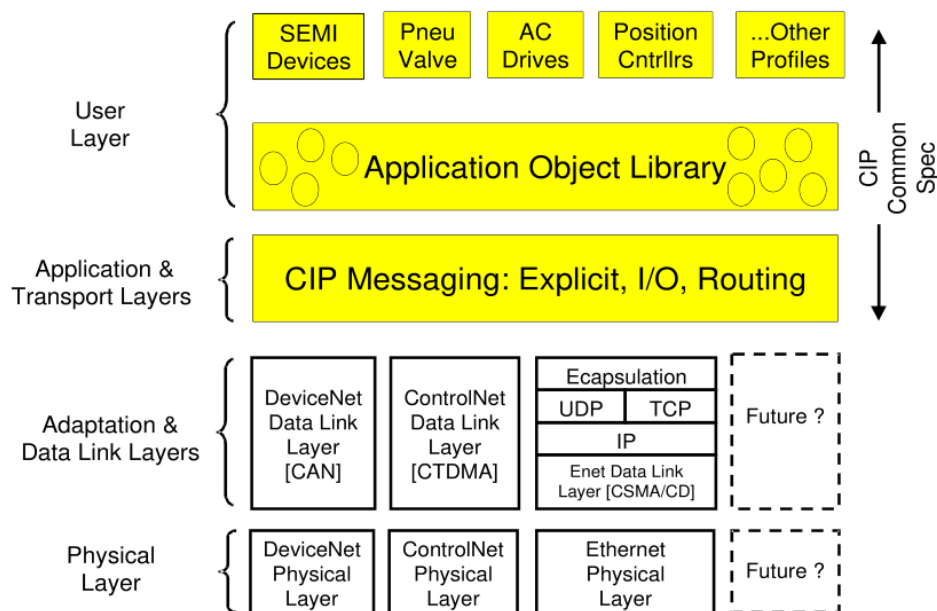 SEMI
Devices
Pneu
Valve
AC
Drives
Position
Cntrllrs
...Other
Profiles
User
Layer
Application Object Library
CIP
Common
Spec
Application &
Transport Layers
CIP Messaging: Explicit, I/O, Routing
Adaptation &
Data Link Layers
DeviceNet
Data Link
Layer
[CAN]
ControlNet
Data Link
Layer
[CTDMA]
Ecapsulation
UDP
TCP
IP
Enet Data Link
Layer [CSMA/CD]
Future ?
Physical
Layer
DeviceNet
Physical
Layer
ControlNet
Physical
Layer
Ethernet
Physical
Layer
Future ?